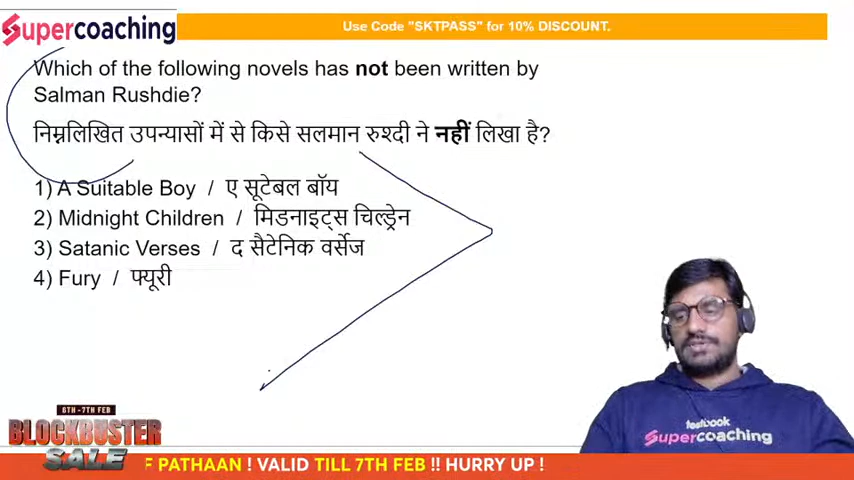 Supercoaching
Use Code "SKTPASS" for 10% DISCOUNT.
Which of the following novels has not been written by
Salman Rushdie?
निम्नलिखित उपन्यासों में से किसे सलमान रुश्दी ने नहीं लिखा है?
1) A Suitable Boy / ए सूटेबल बॉय
2) Midnight Children / मिडनाइट्स चिल्ड्रेन
3) Satanic Verses / द सैटेनिक वर्सेज
4) Fury / फ्यूरी
testbook
Supercoaching
6TH - 7TH FEB
BLOCKBUSTER
SALE
F PATHAAN ! VALID TILL 7TH FEB !! HURRY UP !